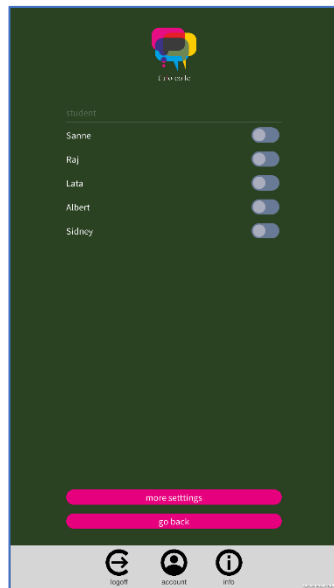 student
Sanne
Raj
Lata
Albert
Sidney
more setttings
go back
logoff account info